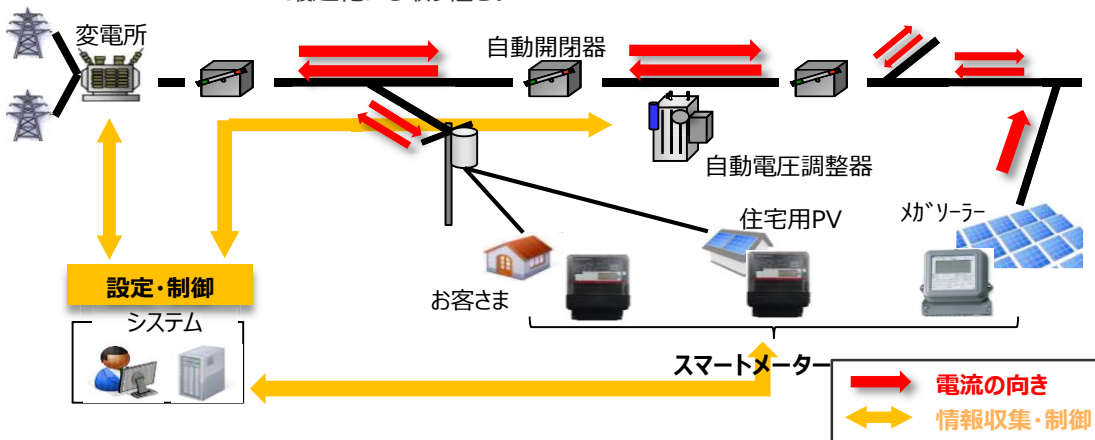 変電所
自動開閉器
自動電圧調整器
住宅用PV
ﾒｶﾞｿｰﾗｰ
お客さま
設定・制御
システム
スマートメーター
電流の向き
情報収集・制御